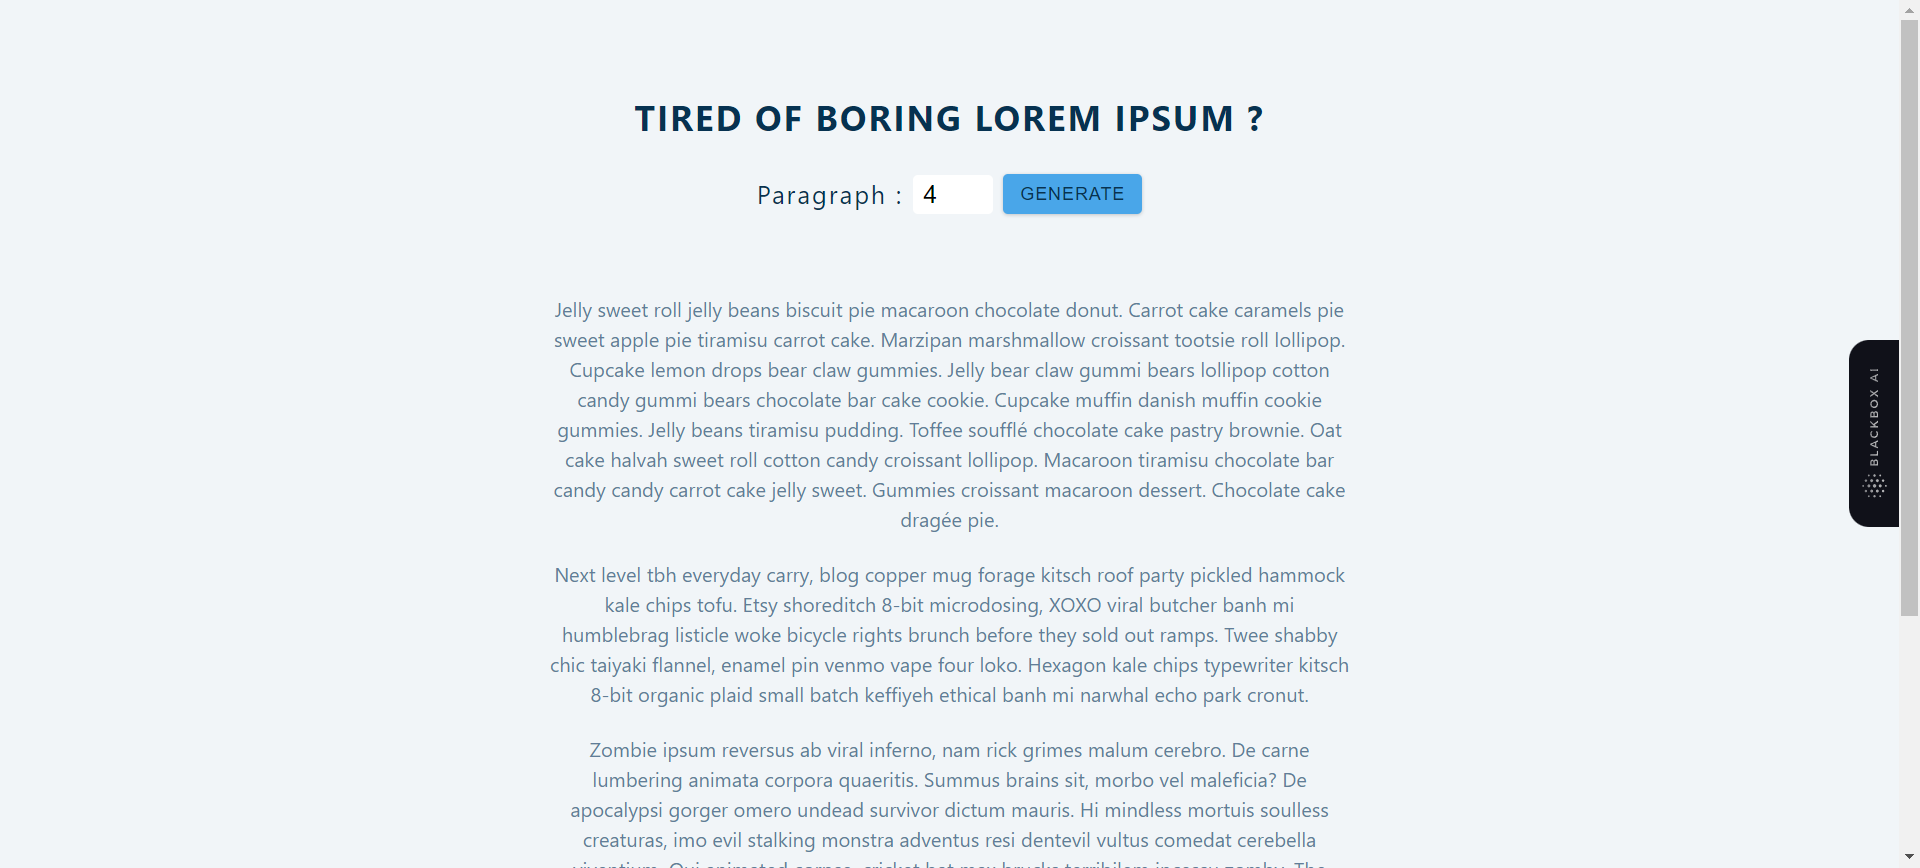 TIRED OF BORING LOREM IPSUM ?
Paragraph : 4 GENERATE
Jelly sweet roll jelly beans biscuit pie macaroon chocolate donut. Carrot cake caramels pie
sweet apple pie tiramisu carrot cake. Marzipan marshmallow croissant tootsie roll lollipop.
Cupcake lemon drops bear claw gummies. Jelly bear claw gummi bears lollipop cotton
candy gummi bears chocolate bar cake cookie. Cupcake muffin danish muffin cookie
gummies. Jelly beans tiramisu pudding. Toffee soufflé chocolate cake pastry brownie. Oat
cake halvah sweet roll cotton candy croissant lollipop. Macaroon tiramisu chocolate bar
candy candy carrot cake jelly sweet. Gummies croissant macaroon dessert. Chocolate cake
dragée pie.
Next level tbh everyday carry, blog copper mug forage kitsch roof party pickled hammock
kale chips tofu. Etsy shoreditch 8-bit microdosing, XOXO viral butcher banh mi
humblebrag listicle woke bicycle rights brunch before they sold out ramps. Twee shabby
chic taiyaki flannel, enamel pin venmo vape four loko. Hexagon kale chips typewriter kitsch
8-bit organic plaid small batch keffiyeh ethical banh mi narwhal echo park cronut.
Zombie ipsum reversus ab viral inferno, nam rick grimes malum cerebro. De carne
lumbering animata corpora quaeritis. Summus brains sit, morbo vel maleficia? De
apocalypsi gorger omero undead survivor dictum mauris. Hi mindless mortuis soulless
creaturas, imo evil stalking monstra adventus resi dentevil vultus comedat cerebella
BLACKBOX AI